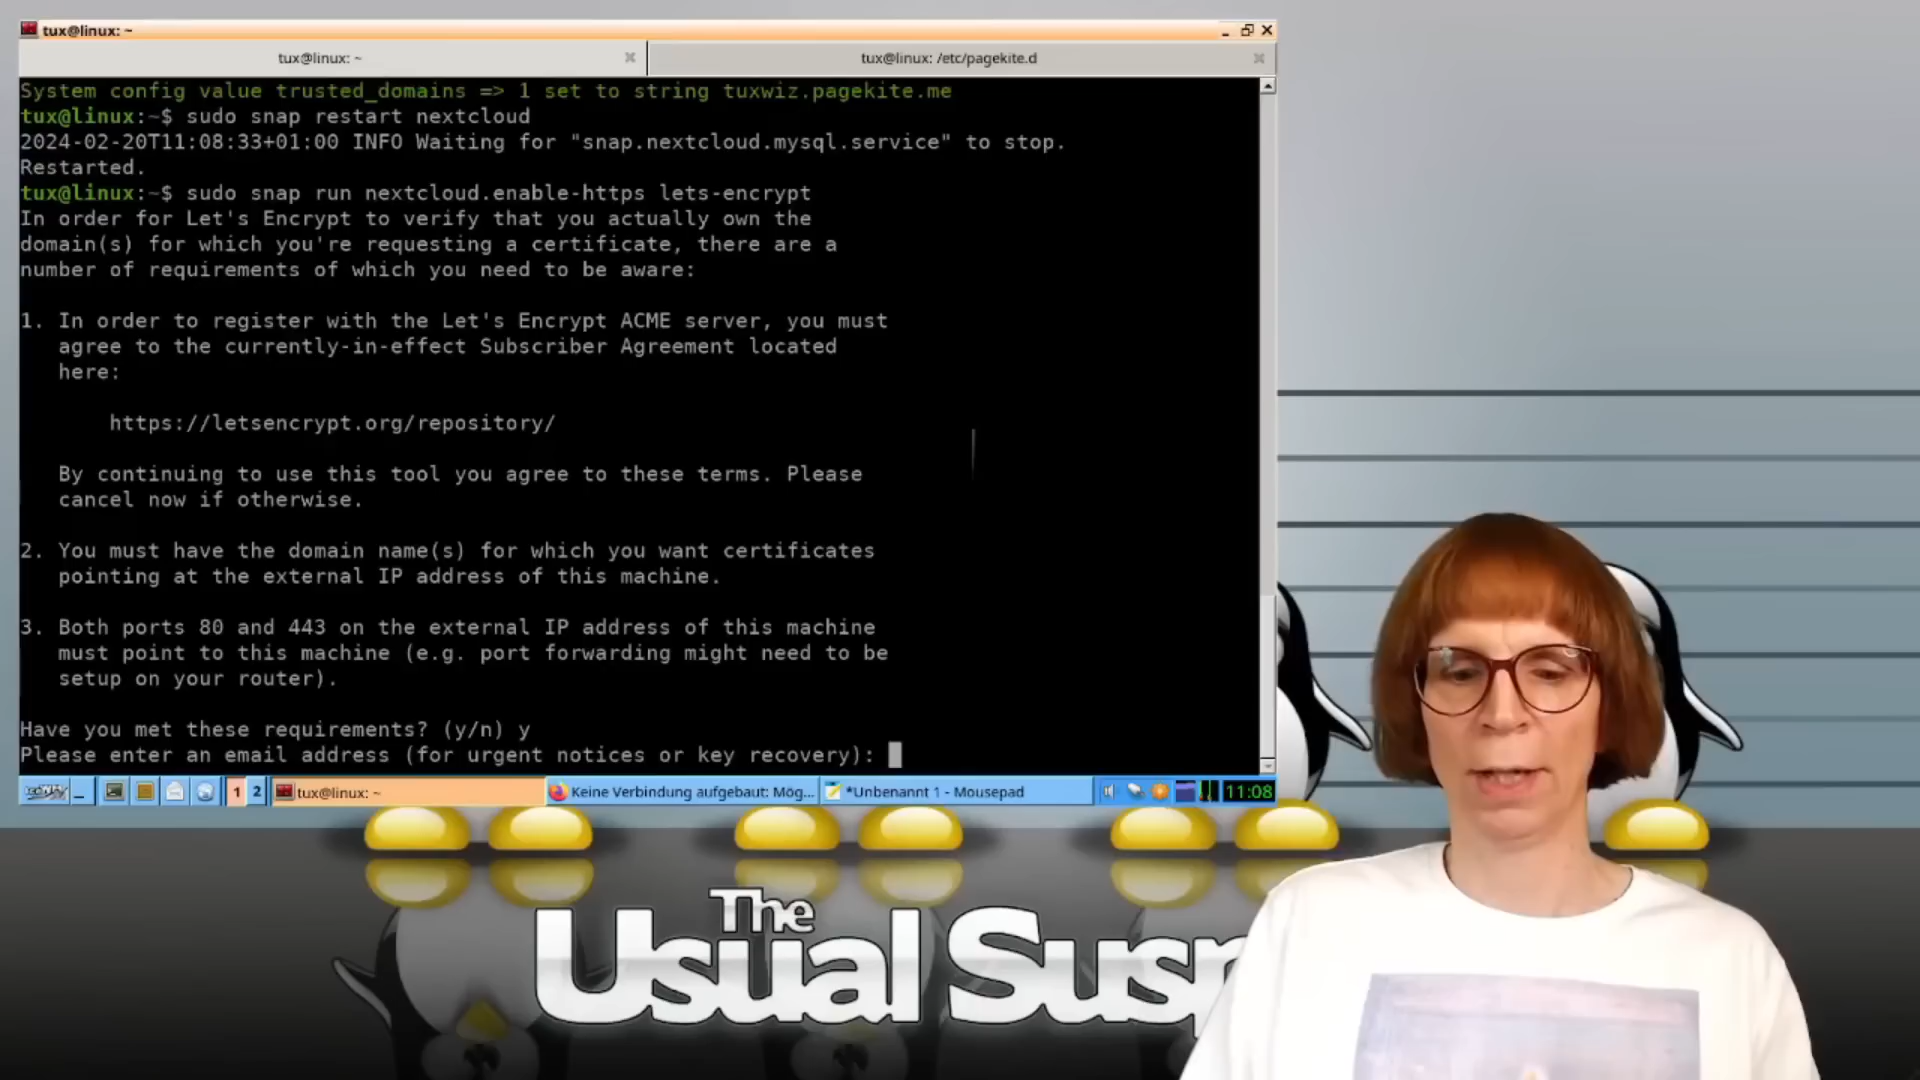 tux@linux: ~
tux@linux: ~
tux@linux: /etc/pagekite.d
System config value trusted_domains => 1 set to string tuxwiz.pagekite.me
tux@linux:~$ sudo snap restart nextcloud
2024-02-20T11:08:33+01:00 INFO Waiting for "snap.nextcloud.mysql.service" to stop.
Restarted.
tux@linux:~$ sudo snap run nextcloud.enable-https lets-encrypt
In order for Let's Encrypt to verify that you actually own the
domain(s) for which you're requesting a certificate, there are a
number of requirements of which you need to be aware:
1. In order to register with the Let's Encrypt ACME server, you must
agree to the currently-in-effect Subscriber Agreement located
here:
https://letsencrypt.org/repository/
By continuing to use this tool you agree to these terms. Please
cancel now if otherwise.
2. You must have the domain name(s) for which you want certificates
pointing at the external IP address of this machine.
3. Both ports 80 and 443 on the external IP address of this machine
must point to this machine (e.g. port forwarding might need to be
setup on your router).
Have you met these requirements? (y/n) y
Please enter an email address (for urgent notices or key recovery):
1 2 tux@linux: ~ Keine Verbindung aufgebaut: Mög... *Unbenannt 1 - Mousepad 11:08
The
Usual Susp